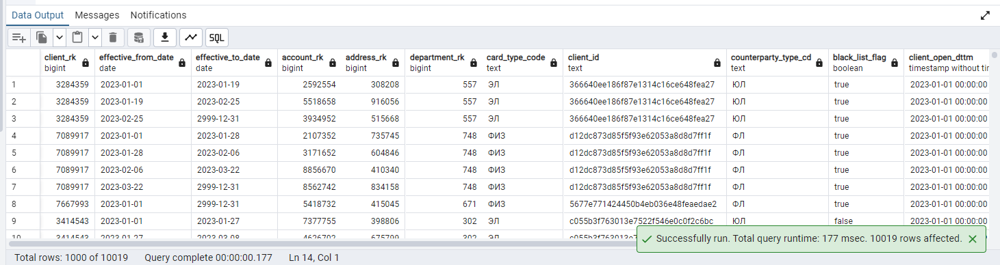 Data Output Messages Notifications
SQL
client_rk effective_from_date effective_to_date account_rk address_rk department_rk card_type_code client_id counterparty_type_cd black_list_flag client_open_dttm
bigint date date bigint bigint bigint text text text boolean timestamp without tir
1 3284359 2023-01-01 2023-01-19 2592554 308208 557 ЭЛ 366640ee186f87e1314c16ce648fea27 ЮЛ true 2023-01-01 00:00:00
2 3284359 2023-01-19 2023-02-25 5518658 916056 557 ЭЛ 366640ee186f87e1314c16ce648fea27 ЮЛ true 2023-01-01 00:00:00
3 3284359 2023-02-25 2999-12-31 3934952 515668 557 ЭЛ 366640ee186f87e1314c16ce648fea27 ЮЛ true 2023-01-01 00:00:00
4 7089917 2023-01-01 2023-01-28 2107352 735745 748 ФИЗ d12dc873d85f5f93e62053a8d8d7ff1f ФЛ true 2023-01-01 00:00:00
5 7089917 2023-01-28 2023-02-06 3171652 604846 748 ФИЗ d12dc873d85f5f93e62053a8d8d7ff1f ФЛ true 2023-01-01 00:00:00
6 7089917 2023-02-06 2023-03-22 8856670 410340 748 ФИЗ d12dc873d85f5f93e62053a8d8d7ff1f ФЛ true 2023-01-01 00:00:00
7 7089917 2023-03-22 2999-12-31 8562742 834158 748 ФИЗ d12dc873d85f5f93e62053a8d8d7ff1f ФЛ true 2023-01-01 00:00:00
8 7667993 2023-01-01 2999-12-31 5418732 415045 671 ФИЗ 5677e771424450b4eb036e48feaedae2 ФЛ true 2023-01-01 00:00:00
9 3414543 2023-01-01 2023-01-27 7377755 398806 302 ЭЛ c055b3f763013e7522f546e0c0f2c6bc ЮЛ false 2023-01-01 00:00:00
10 3414543 2023-01-27 2023-03-08 4626702 675799 302 ЭЛ
Successfully run. Total query runtime: 177 msec. 10019 rows affected.
Total rows: 1000 of 10019 Query complete 00:00:00.177 Ln 14, Col 1